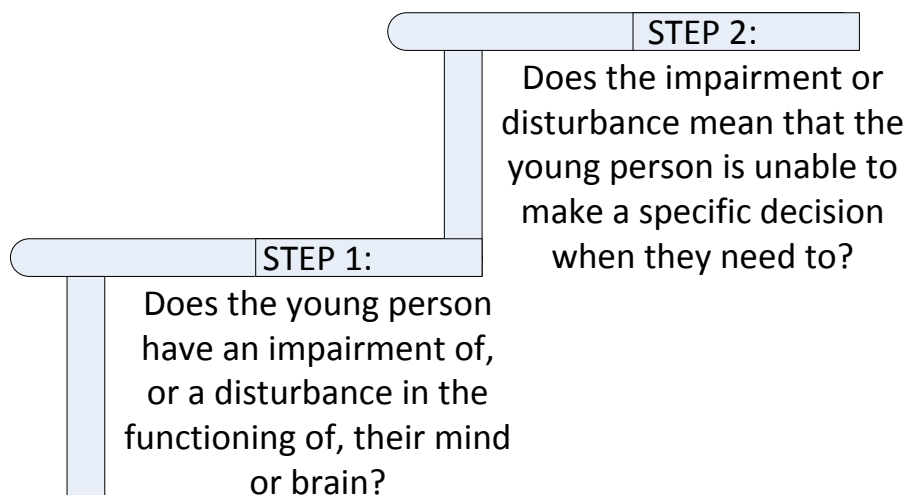 STEP 1:
Does the young person
have an impairment of,
or a disturbance in the
functioning of, their mind
or brain?
STEP 2:
Does the impairment or
disturbance mean that the
young person is unable to
make a specific decision
when they need to?